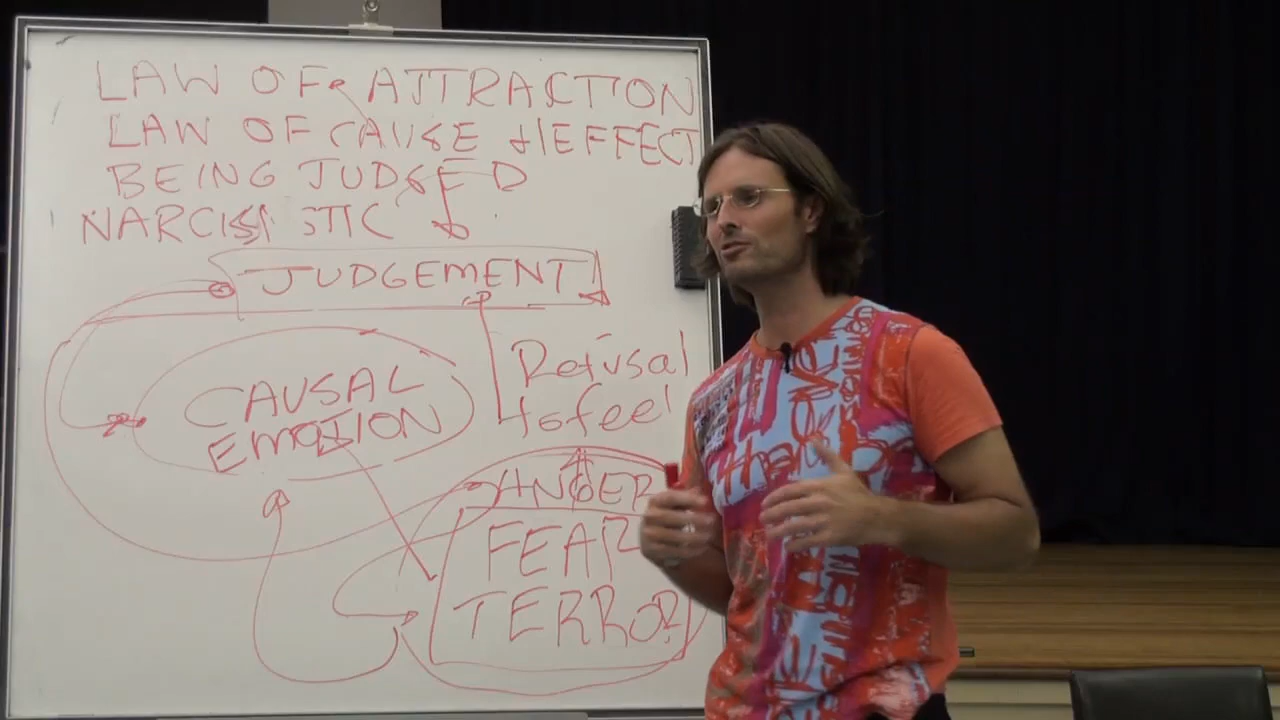 LAW OF ATTRACTION
LAW OF CAUSE + EFFECT
BEING JUDGED
NARCISSISTIC
JUDGEMENT
Refusal
to feel
CAUSAL
EMOTION
ANGER
FEAR
TERROR